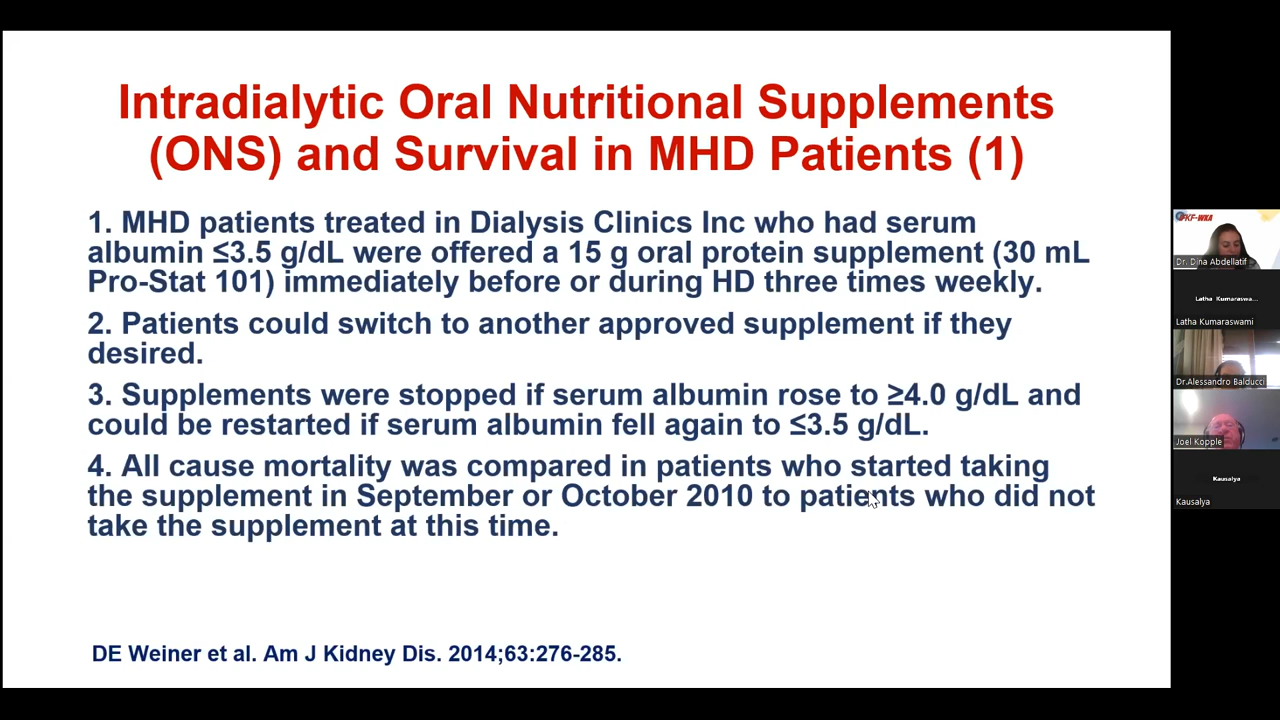 Intradialytic Oral Nutritional Supplements
(ONS) and Survival in MHD Patients (1)
1. MHD patients treated in Dialysis Clinics Inc who had serum
albumin ≤3.5 g/dL were offered a 15 g oral protein supplement (30 mL
Pro-Stat 101) immediately before or during HD three times weekly.
2. Patients could switch to another approved supplement if they
desired.
3. Supplements were stopped if serum albumin rose to ≥4.0 g/dL and
could be restarted if serum albumin fell again to ≤3.5 g/dL.
4. All cause mortality was compared in patients who started taking
the supplement in September or October 2010 to patients who did not
take the supplement at this time.
DE Weiner et al. Am J Kidney Dis. 2014;63:276-285.
IFKF-WKA
Dr. Dina Abdellatif
Latha Kumaraswa...
Latha Kumaraswami
Dr.Alessandro Balducci
Joel Kopple
Kausalya
Kausalya